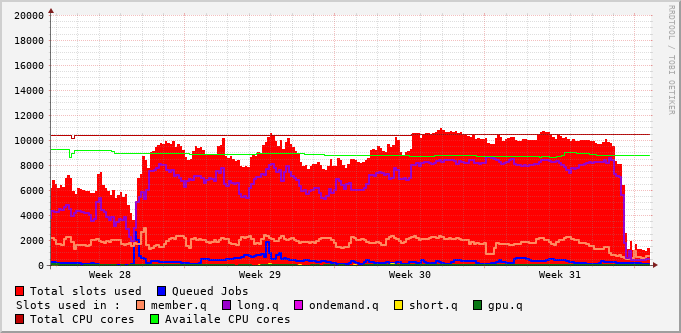 20000
18000
16000
14000
12000
10000
8000
6000
4000
2000
0
Week 28 Week 29 Week 30 Week 31
RRDTOOL / TOBI OETIKER
Total slots used Queued Jobs
Slots used in : member.q long.q ondemand.q short.q gpu.q
Total CPU cores Availale CPU cores